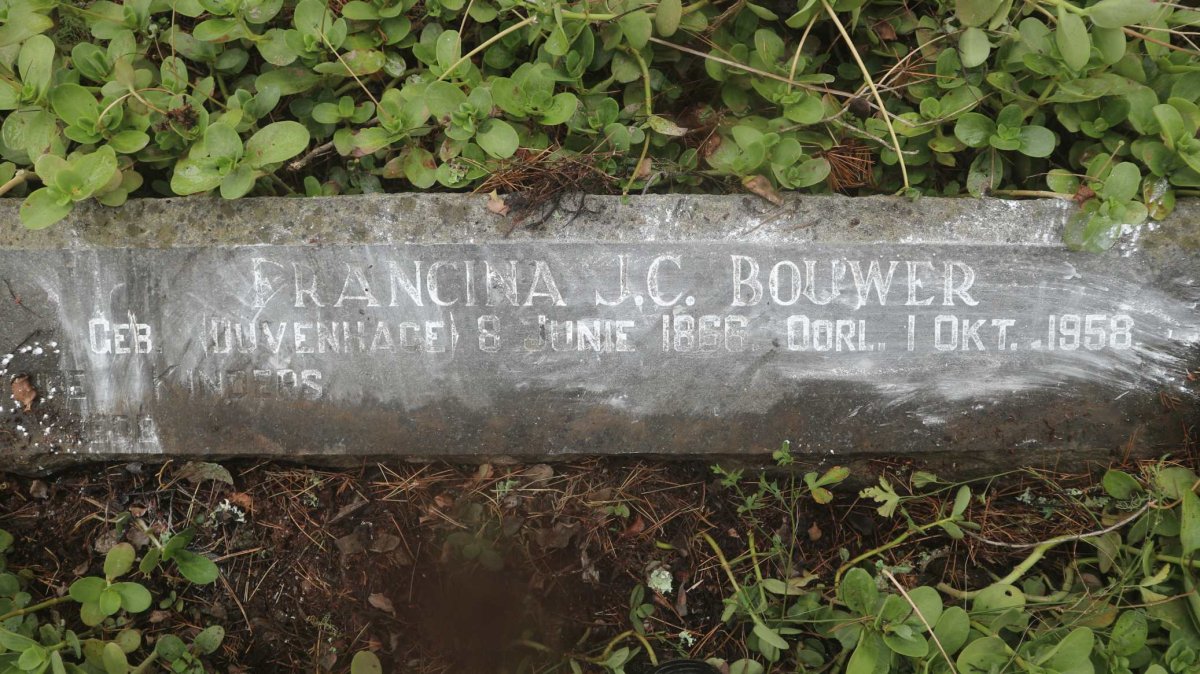 FRANCINA J.C. BOUWER
GEB. (DUVENHAGE) 8 JUNIE 1866. OORL. 1 OKT. 1958.
KINDERS